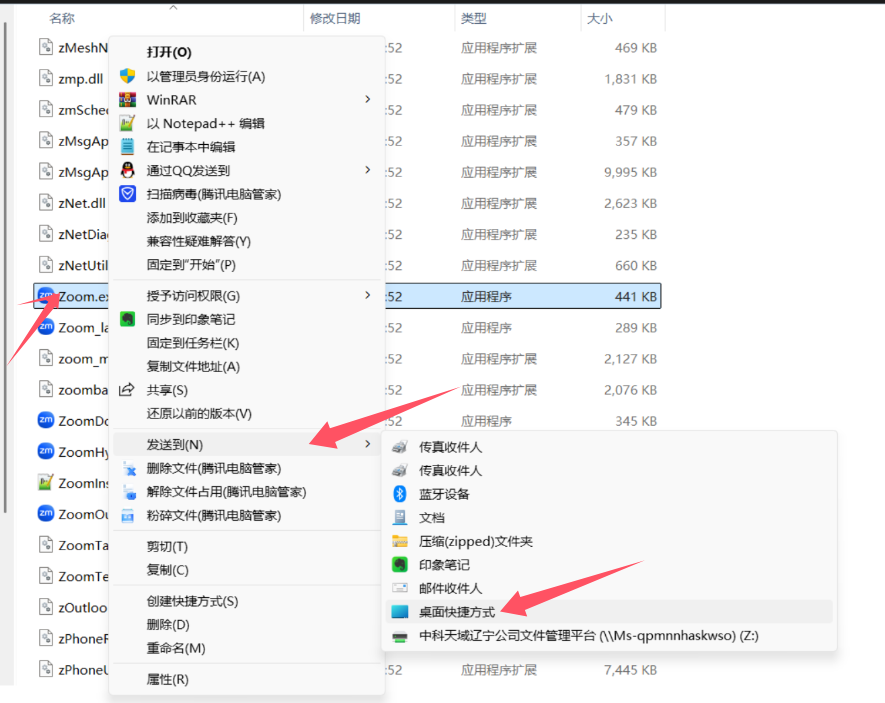 名称 修改日期 类型 大小
zMeshN :52 应用程序扩展 469 KB
zmp.dll :52 应用程序扩展 1,831 KB
zmSched :52 应用程序扩展 479 KB
zMsgAp :52 应用程序扩展 357 KB
zMsgAp :52 应用程序扩展 9,995 KB
zNet.dll :52 应用程序扩展 2,623 KB
zNetDia :52 应用程序扩展 235 KB
zNetUtil :52 应用程序扩展 660 KB
zm Zoom.ex :52 应用程序 441 KB
zm Zoom_la :52 应用程序 289 KB
zoom_m :52 应用程序扩展 2,127 KB
zoomba :52 应用程序扩展 2,076 KB
zm ZoomDo :52 应用程序 345 KB
zm ZoomHy
ZoomIns
zm ZoomOu
ZoomTa
ZoomTe
zOutloo
zPhoneF
zPhoneU :52 应用程序扩展 7,445 KB
打开(O)
以管理员身份运行(A)
WinRAR
以 Notepad++ 编辑
在记事本中编辑
通过QQ发送到
扫描病毒(腾讯电脑管家)
添加到收藏夹(F)
兼容性疑难解答(Y)
固定到"开始"(P)
授予访问权限(G)
同步到印象笔记
固定到任务栏(K)
复制文件地址(A)
共享(S)
还原以前的版本(V)
发送到(N)
删除文件(腾讯电脑管家)
解除文件占用(腾讯电脑管家)
粉碎文件(腾讯电脑管家)
剪切(T)
复制(C)
创建快捷方式(S)
删除(D)
重命名(M)
属性(R)
传真收件人
传真收件人
蓝牙设备
文档
压缩(zipped)文件夹
印象笔记
邮件收件人
桌面快捷方式
中科天域辽宁公司文件管理平台 (\\Ms-qpmnnhaskwso) (Z:)